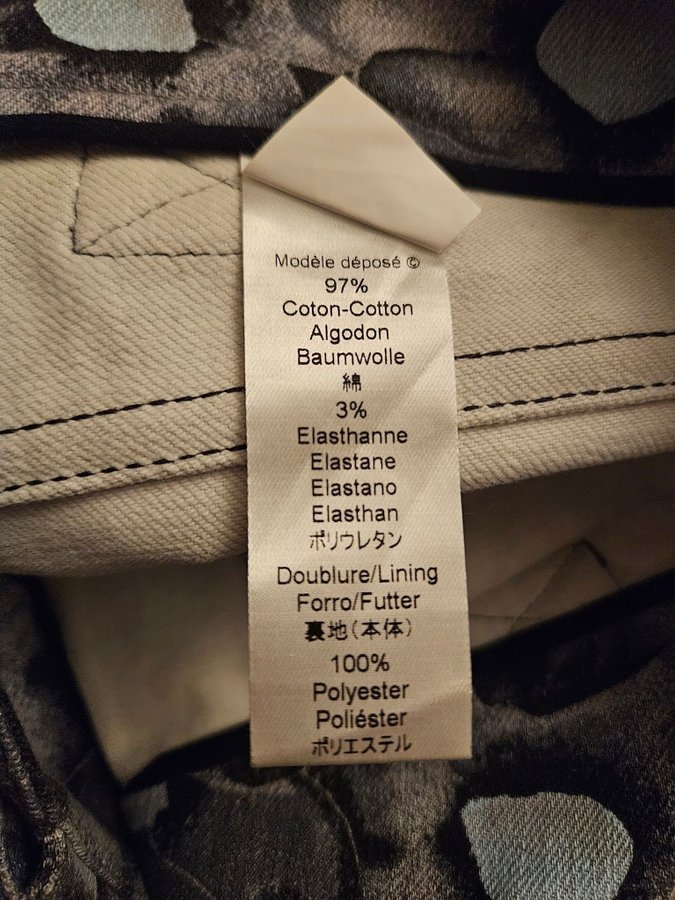 Modèle déposé ©
97%
Coton-Cotton
Algodon
Baumwolle
綿
3%
Elasthanne
Elastane
Elastano
Elasthan
ポリウレタン
Doublure/Lining
Forro/Futter
裏地(本体)
100%
Polyester
Poliéster
ポリエステル